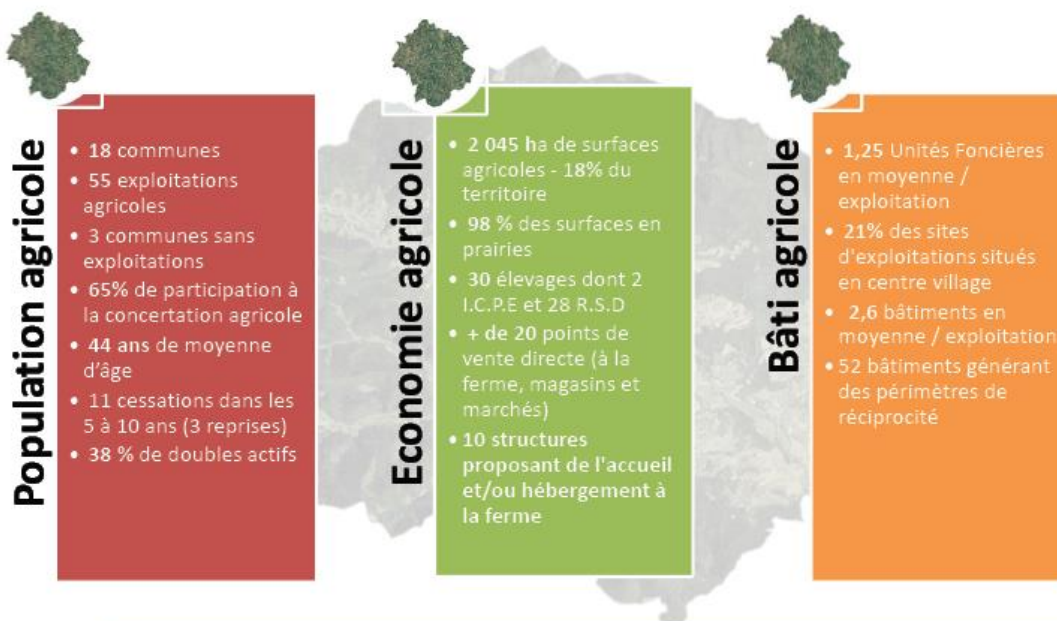 Population agricole
• 18 communes
• 55 exploitations
agricoles
• 3 communes sans
exploitations
• 65% de participation à
la concertation agricole
• 44 ans de moyenne
d'âge
• 11 cessations dans les
5 à 10 ans (3 reprises)
• 38 % de doubles actifs
Economie agricole
• 2 045 ha de surfaces
agricoles - 18% du
territoire
• 98 % des surfaces en
prairies
• 30 élevages dont 2
I.C.P.E et 28 R.S.D
• + de 20 points de
vente directe (à la
ferme, magasins et
marchés)
• 10 structures
proposant de l'accueil
et/ou hébergement à
la ferme
Bâti agricole
• 1,25 Unités Foncières
en moyenne /
exploitation
• 21% des sites
d'exploitations situés
en centre village
• 2,6 bâtiments en
moyenne / exploitation
• 52 bâtiments générant
des périmètres de
réciprocité